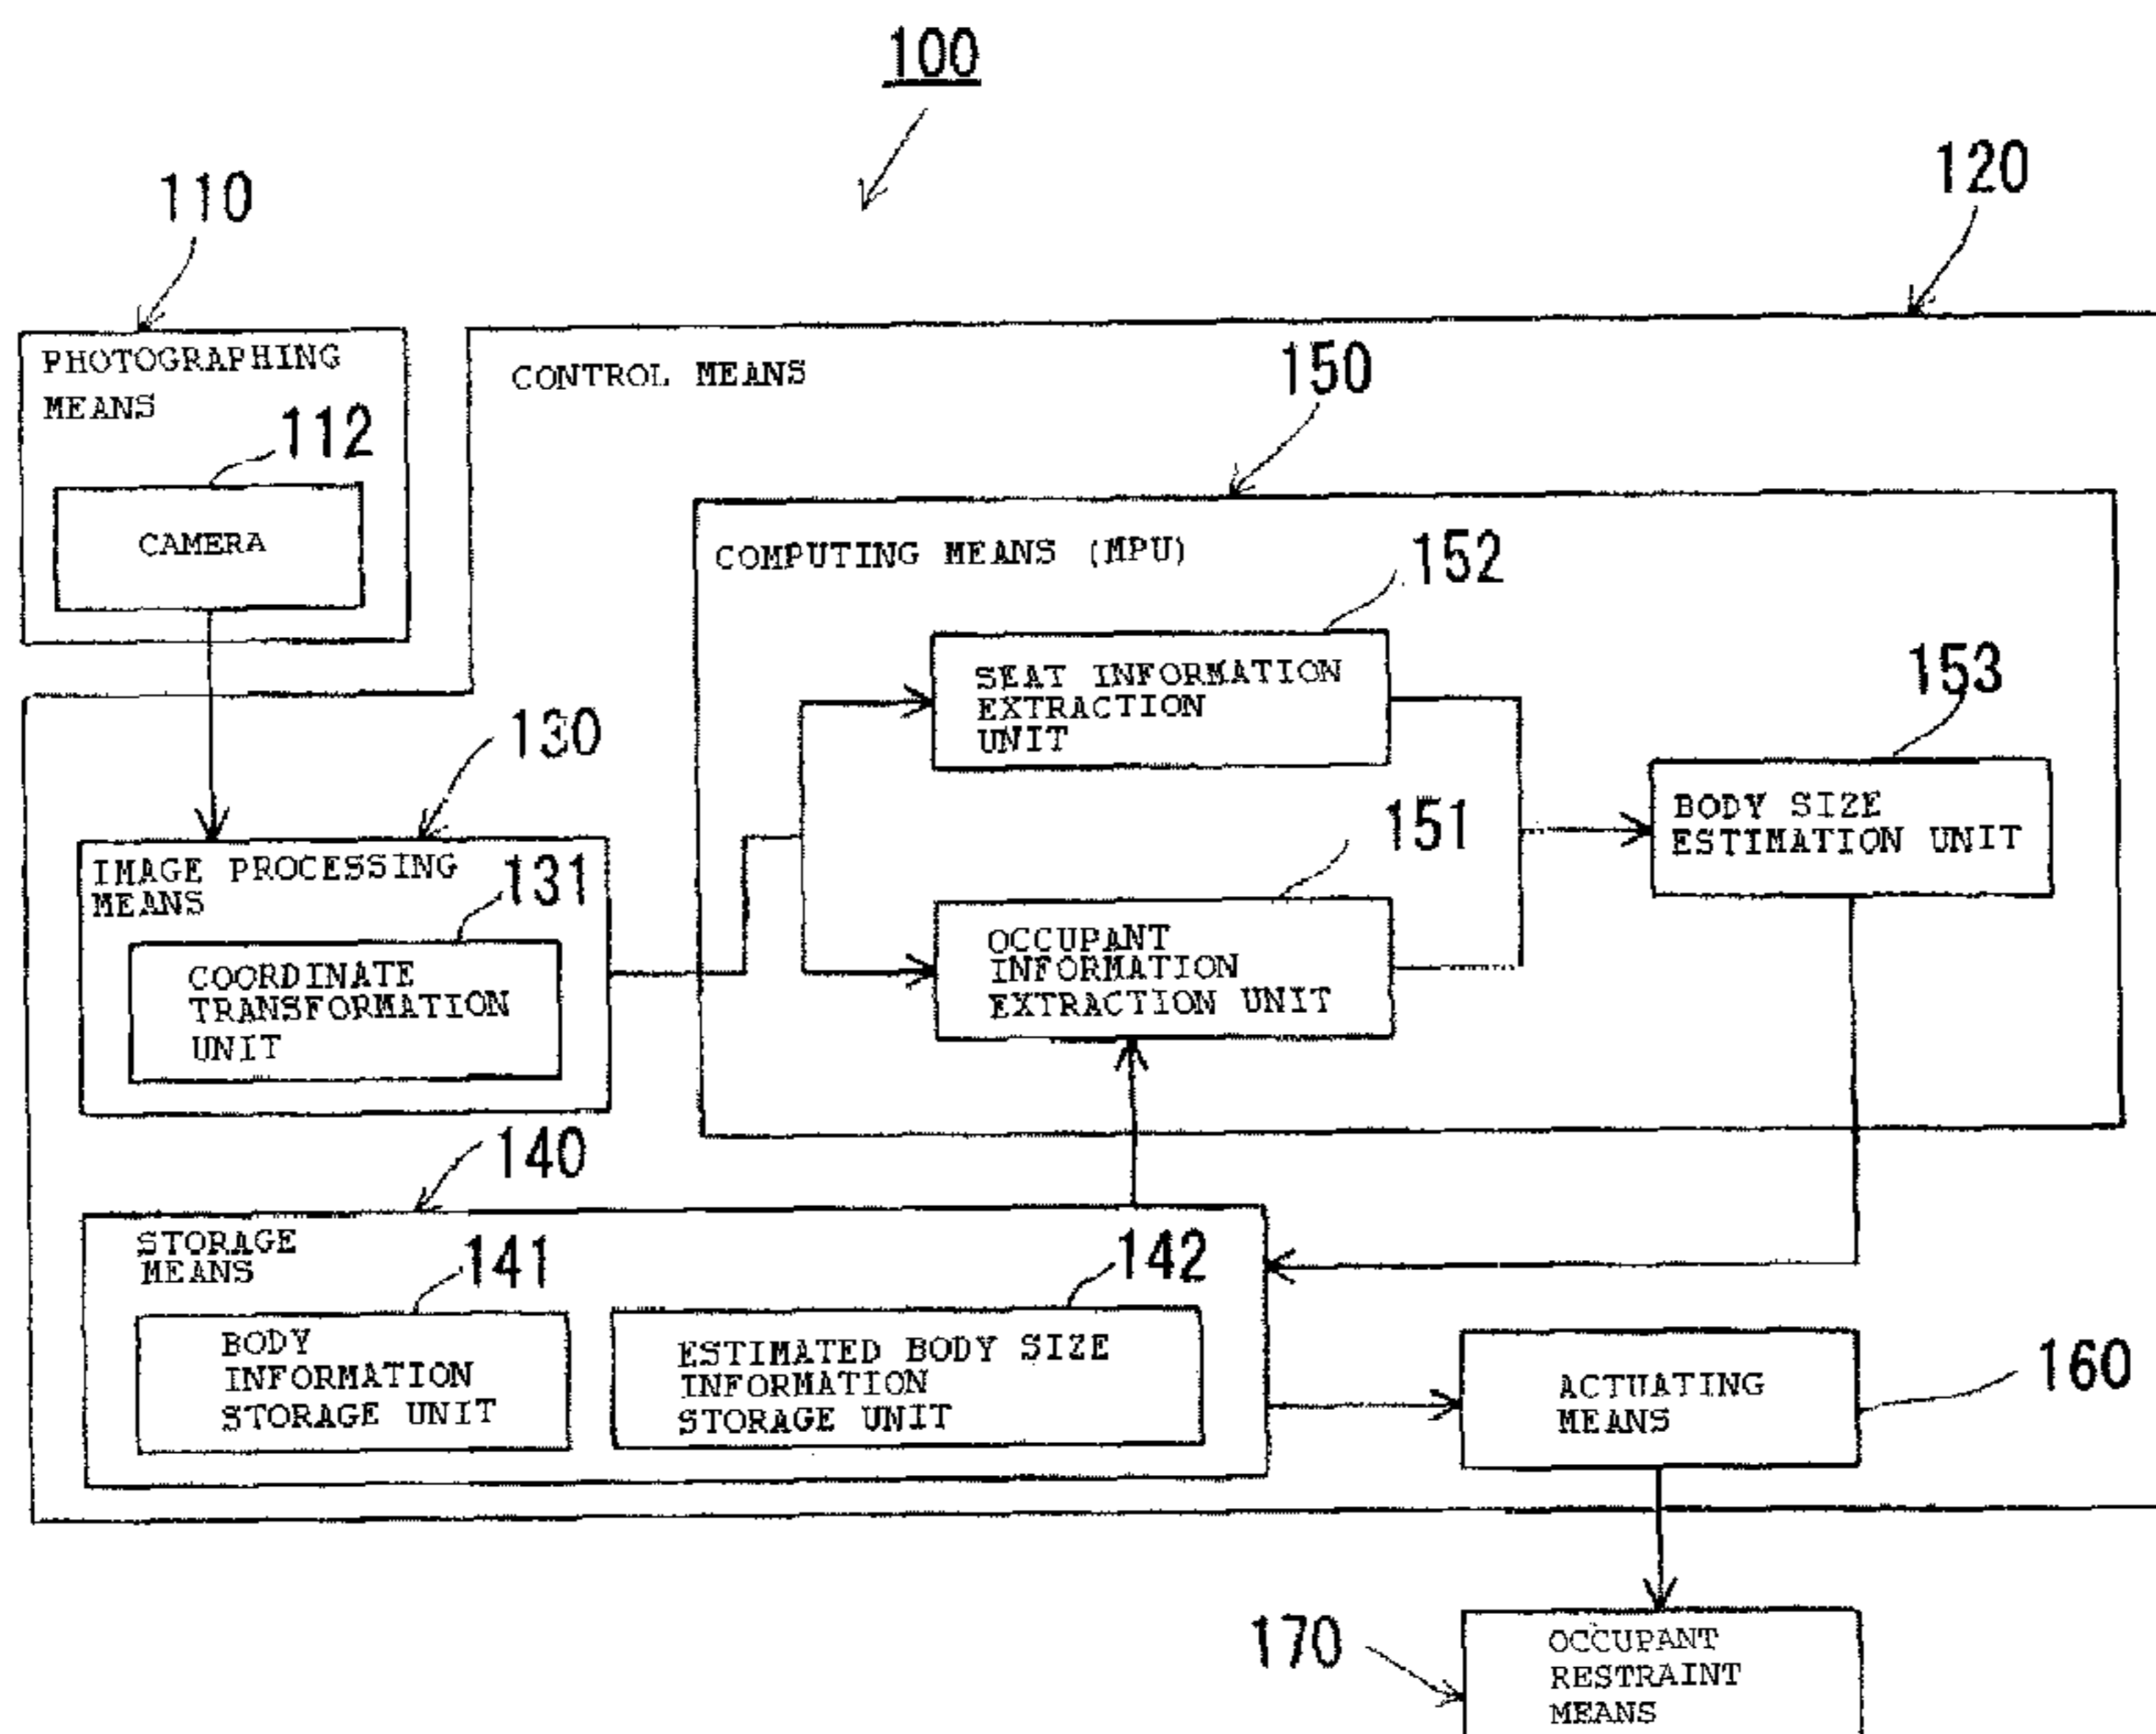 100
110
120
PHOTOGRAPHING
MEANS
112
CAMERA
CONTROL MEANS
150
COMPUTING MEANS (MPU)
152
SEAT INFORMATION
EXTRACTION
UNIT
153
BODY SIZE
ESTIMATION UNIT
151
OCCUPANT
INFORMATION
EXTRACTION UNIT
130
IMAGE PROCESSING
MEANS
131
COORDINATE
TRANSFORMATION
UNIT
140
STORAGE
MEANS
141
BODY
INFORMATION
STORAGE UNIT
142
ESTIMATED BODY SIZE
INFORMATION
STORAGE UNIT
ACTUATING
MEANS
160
170
OCCUPANT
RESTRAINT
MEANS